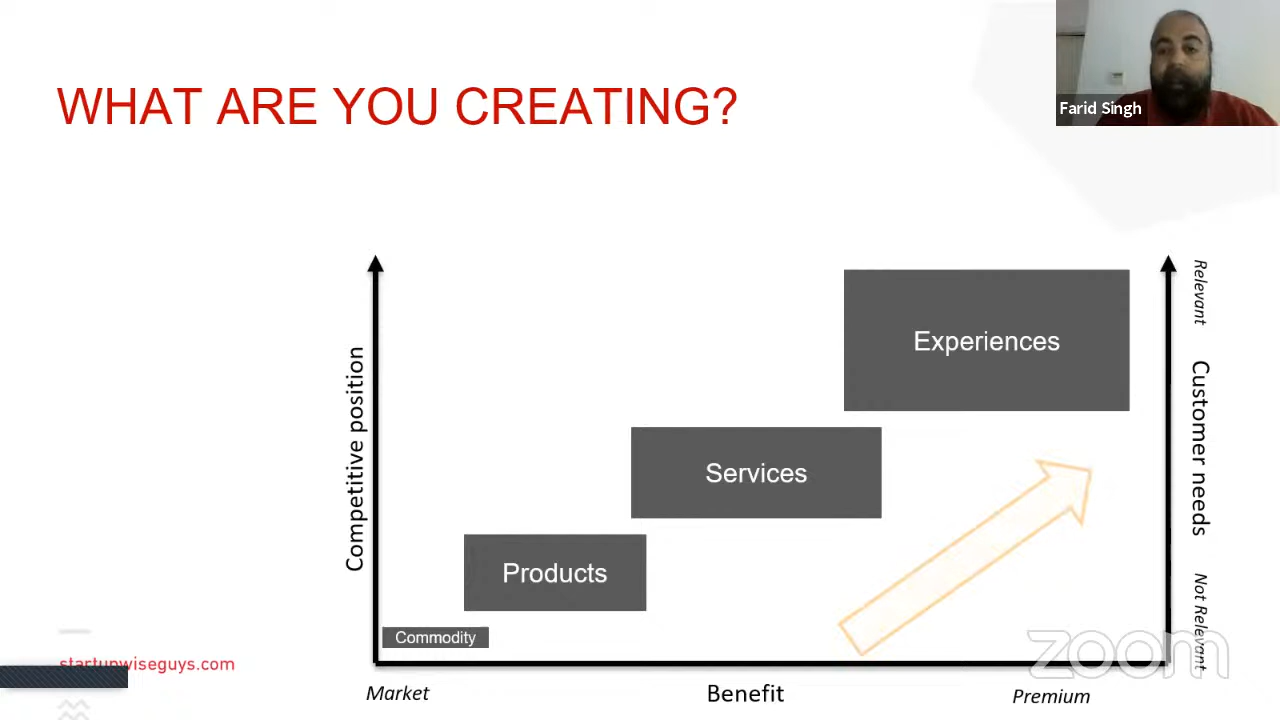 WHAT ARE YOU CREATING?
Farid Singh
Relevant
Experiences
Competitive position
Customer needs
Services
Products
Not Relevant
Commodity
startupwiseguys.com
zoom
Market
Benefit
Premium